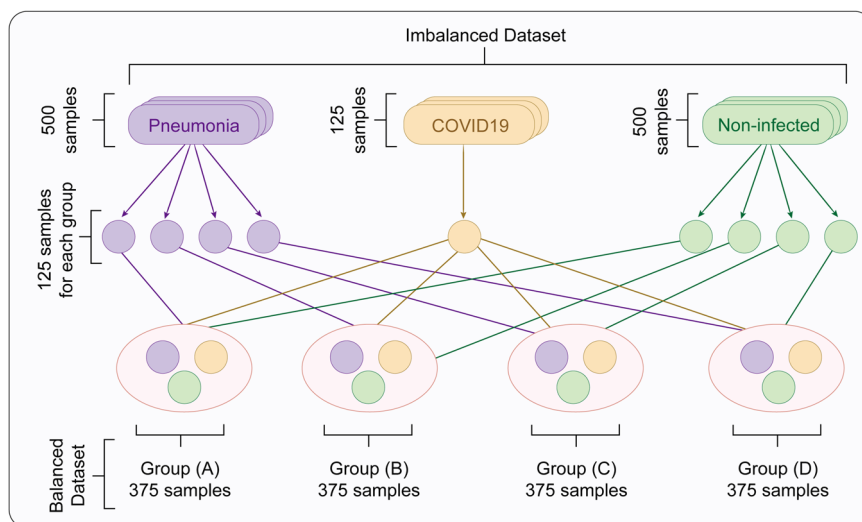 Imbalanced Dataset
500
samples
Pneumonia
125
samples
COVID19
500
samples
Non-infected
125 samples
for each group
Balanced
Dataset
Group (A)
375 samples
Group (B)
375 samples
Group (C)
375 samples
Group (D)
375 samples